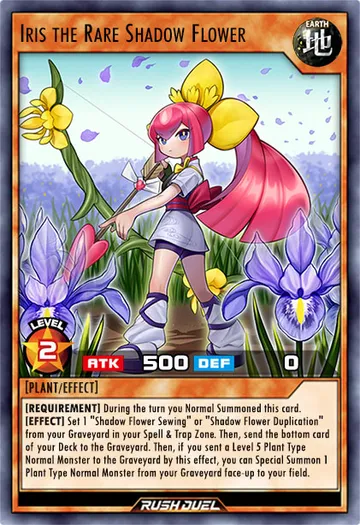 Iris the Rare Shadow Flower
EARTH
地
LEVEL
2
ATK 500 DEF 0
[PLANT/EFFECT]
[REQUIREMENT] During the turn you Normal Summoned this card.
[EFFECT] Set 1 "Shadow Flower Sewing" or "Shadow Flower Duplication"
from your Graveyard in your Spell & Trap Zone. Then, send the bottom card
of your Deck to the Graveyard. Then, if you sent a Level 5 Plant Type
Normal Monster to the Graveyard by this effect, you can Special Summon 1
Plant Type Normal Monster from your Graveyard face-up to your field.
RUSH DUEL